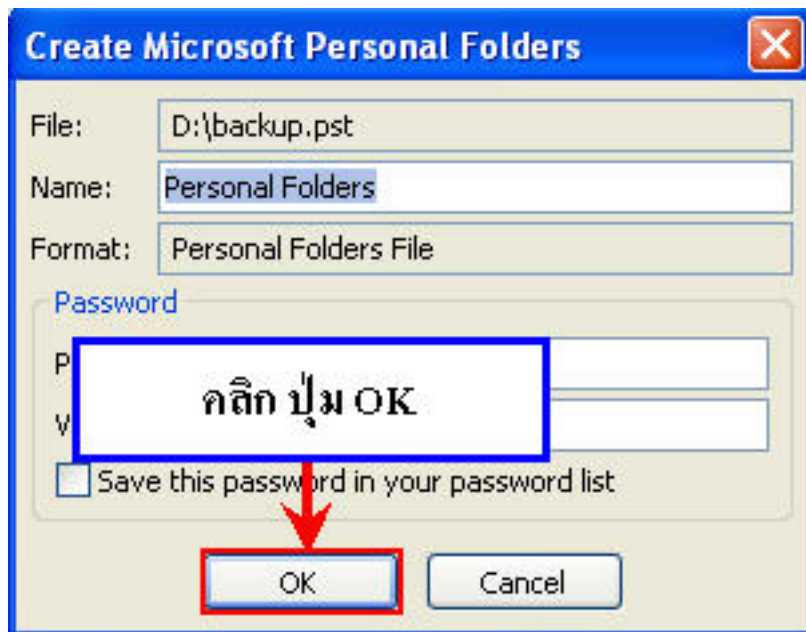 Create Microsoft Personal Folders
File: D:\backup.pst
Name: Personal Folders
Format: Personal Folders File
Password
คลิก ปุ่ม OK
Save this password in your password list
OK Cancel